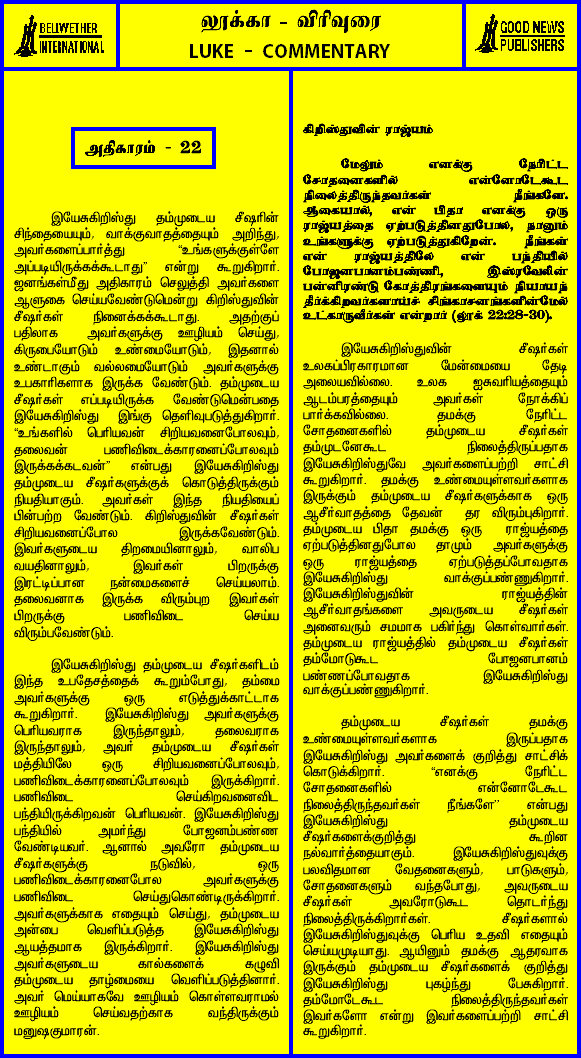 BELWETHER
INTERNATIONAL
லூக்கா - விரிவுரை
LUKE - COMMENTARY
GOOD NEWS
PUBLISHERS
அதிகாரம் - 22
இயேசுகிறிஸ்து தம்முடைய சீஷரின்
சிந்தையையும், வாக்குவாதத்தையும் அறிந்து,
அவர்களைப்பார்த்து “உங்களுக்குள்ளே
அப்படியிருக்கக்கூடாது” என்று கூறுகிறார்.
ஜனங்கள்மீது அதிகாரம் செலுத்தி அவர்களை
ஆளுகை செய்யவேண்டுமென்று கிறிஸ்துவின்
சீஷர்கள் நினைக்கக்கூடாது. அதற்குப்
பதிலாக அவர்களுக்கு ஊழியம் செய்து,
கிருபையோடும் உண்மையோடும், இதனால்
உண்டாகும் வல்லமையோடும் அவர்களுக்கு
உபகாரிகளாக இருக்க வேண்டும். தம்முடைய
சீஷர்கள் எப்படியிருக்க வேண்டுமென்பதை
இயேசுகிறிஸ்து இங்கு தெளிவுபடுத்துகிறார்.
“உங்களில் பெரியவன் சிறியவனைபோலவும்,
தலைவன் பணிவிடைக்காரனைப்போலவும்
இருக்கக்கடவன்” என்பது இயேசுகிறிஸ்து
தம்முடைய சீஷர்களுக்குக் கொடுத்திருக்கும்
நியதியாகும். அவர்கள் இந்த நியதியைப்
பின்பற்ற வேண்டும். கிறிஸ்துவின் சீஷர்கள்
சிறியவனைப்போல இருக்கவேண்டும்.
இவர்களுடைய திறமையினாலும், வாலிப
வயதினாலும், இவர்கள் பிறருக்கு
இரட்டிப்பான நன்மைகளைச் செய்யலாம்.
தலைவனாக இருக்க விரும்புற இவர்கள்
பிறருக்கு பணிவிடை செய்ய
விரும்பவேண்டும்.
இயேசுகிறிஸ்து தம்முடைய சீஷர்களிடம்
இந்த உபதேசத்தைக் கூறும்போது, தம்மை
அவர்களுக்கு ஒரு எடுத்துக்காட்டாக
கூறுகிறார். இயேசுகிறிஸ்து அவர்களுக்கு
பெரியவராக இருந்தாலும், தலைவராக
இருந்தாலும், அவர் தம்முடைய சீஷர்கள்
மத்தியிலே ஒரு சிறியவனைப்போலவும்,
பணிவிடைக்காரனைப்போலவும் இருக்கிறார்.
பணிவிடை செய்கிறவனைவிட
பந்தியிருக்கிறவன் பெரியவன். இயேசுகிறிஸ்து
பந்தியில் அமர்ந்து போஜனம்பண்ண
வேண்டியவர். ஆனால் அவரோ தம்முடைய
சீஷர்களுக்கு நடுவில், ஒரு
பணிவிடைக்காரனைபோல அவர்களுக்கு
பணிவிடை செய்துகொண்டிருக்கிறார்.
அவர்களுக்காக எதையும் செய்து, தம்முடைய
அன்பை வெளிப்படுத்த இயேசுகிறிஸ்து
ஆயத்தமாக இருக்கிறார். இயேசுகிறிஸ்து
அவர்களுடைய கால்களைக் கழுவி
தம்முடைய தாழ்மையை வெளிப்படுத்தினார்.
அவர் மெய்யாகவே ஊழியம் கொள்ளவராமல்
ஊழியம் செய்வதற்காக வந்திருக்கும்
மனுஷகுமாரன்.
கிறிஸ்துவின் ராஜ்யம்
மேலும் எனக்கு நேரிட்ட
சோதனைகளில் என்னோடேகூட
நிலைத்திருந்தவர்கள் நீங்களே.
ஆகையால், என் பிதா எனக்கு ஒரு
ராஜ்யத்தை ஏற்படுத்தினதுபோல, நானும்
உங்களுக்கு ஏற்படுத்துகிறேன். நீங்கள்
என் ராஜ்யத்திலே என் பந்தியில்
போஜனபானம்பண்ணி, இஸ்ரவேலின்
பன்னிரண்டு கோத்திரங்களையும் நியாயந்
தீர்க்கிறவர்களாய்ச் சிங்காசனங்களின்மேல்
உட்காருவீர்கள் என்றார் (லூக் 22:28-30).
இயேசுகிறிஸ்துவின் சீஷர்கள்
உலகப்பிரகாரமான மேன்மையை தேடி
அலையவில்லை. உலக ஐசுவரியத்தையும்
ஆடம்பரத்தையும் அவர்கள் நோக்கிப்
பார்க்கவில்லை. தமக்கு நேரிட்ட
சோதனைகளில் தம்முடைய சீஷர்கள்
தம்முடனேகூட நிலைத்திருப்பதாக
இயேசுகிறிஸ்துவே அவர்களைப்பற்றி சாட்சி
கூறுகிறார். தமக்கு உண்மையுள்ளவர்களாக
இருக்கும் தம்முடைய சீஷர்களுக்காக ஒரு
ஆசீர்வாதத்தை தேவன் தர விரும்புகிறார்.
தம்முடைய பிதா தமக்கு ஒரு ராஜ்யத்தை
ஏற்படுத்தினதுபோல தாமும் அவர்களுக்கு
ஒரு ராஜ்யத்தை ஏற்படுத்தப்போவதாக
இயேசுகிறிஸ்து வாக்குப்பண்ணுகிறார்.
இயேசுகிறிஸ்துவின் ராஜ்யத்தின்
ஆசீர்வாதங்களை அவருடைய சீஷர்கள்
அனைவரும் சமமாக பகிர்ந்து கொள்வார்கள்.
தம்முடைய ராஜ்யத்தில் தம்முடைய சீஷர்கள்
தம்மோடுகூட போஜனபானம்
பண்ணப்போவதாக இயேசுகிறிஸ்து
வாக்குப்பண்ணுகிறார்.
தம்முடைய சீஷர்கள் தமக்கு
உண்மையுள்ளவர்களாக இருப்பதாக
இயேசுகிறிஸ்து அவர்களைக் குறித்து சாட்சிக்
கொடுக்கிறார். “எனக்கு நேரிட்ட
சோதனைகளில் என்னோடேகூட
நிலைத்திருந்தவர்கள் நீங்களே” என்பது
இயேசுகிறிஸ்து தம்முடைய
சீஷர்களைக்குறித்து கூறின
நல்வார்த்தையாகும். இயேசுகிறிஸ்துவுக்கு
பலவிதமான வேதனைகளும், பாடுகளும்,
சோதனைகளும் வந்தபோது, அவருடைய
சீஷர்கள் அவரோடுகூட தொடர்ந்து
நிலைத்திருக்கிறார்கள். சீஷர்களால்
இயேசுகிறிஸ்துவுக்கு பெரிய உதவி எதையும்
செய்யமுடியாது. ஆயினும் தமக்கு ஆதரவாக
இருக்கும் தம்முடைய சீஷர்களைக் குறித்து
இயேசுகிறிஸ்து புகழ்ந்து பேசுகிறார்.
தம்மோடேகூட நிலைத்திருந்தவர்கள்
இவர்களோ என்று இவர்களைப்பற்றி சாட்சி
கூறுகிறார்.